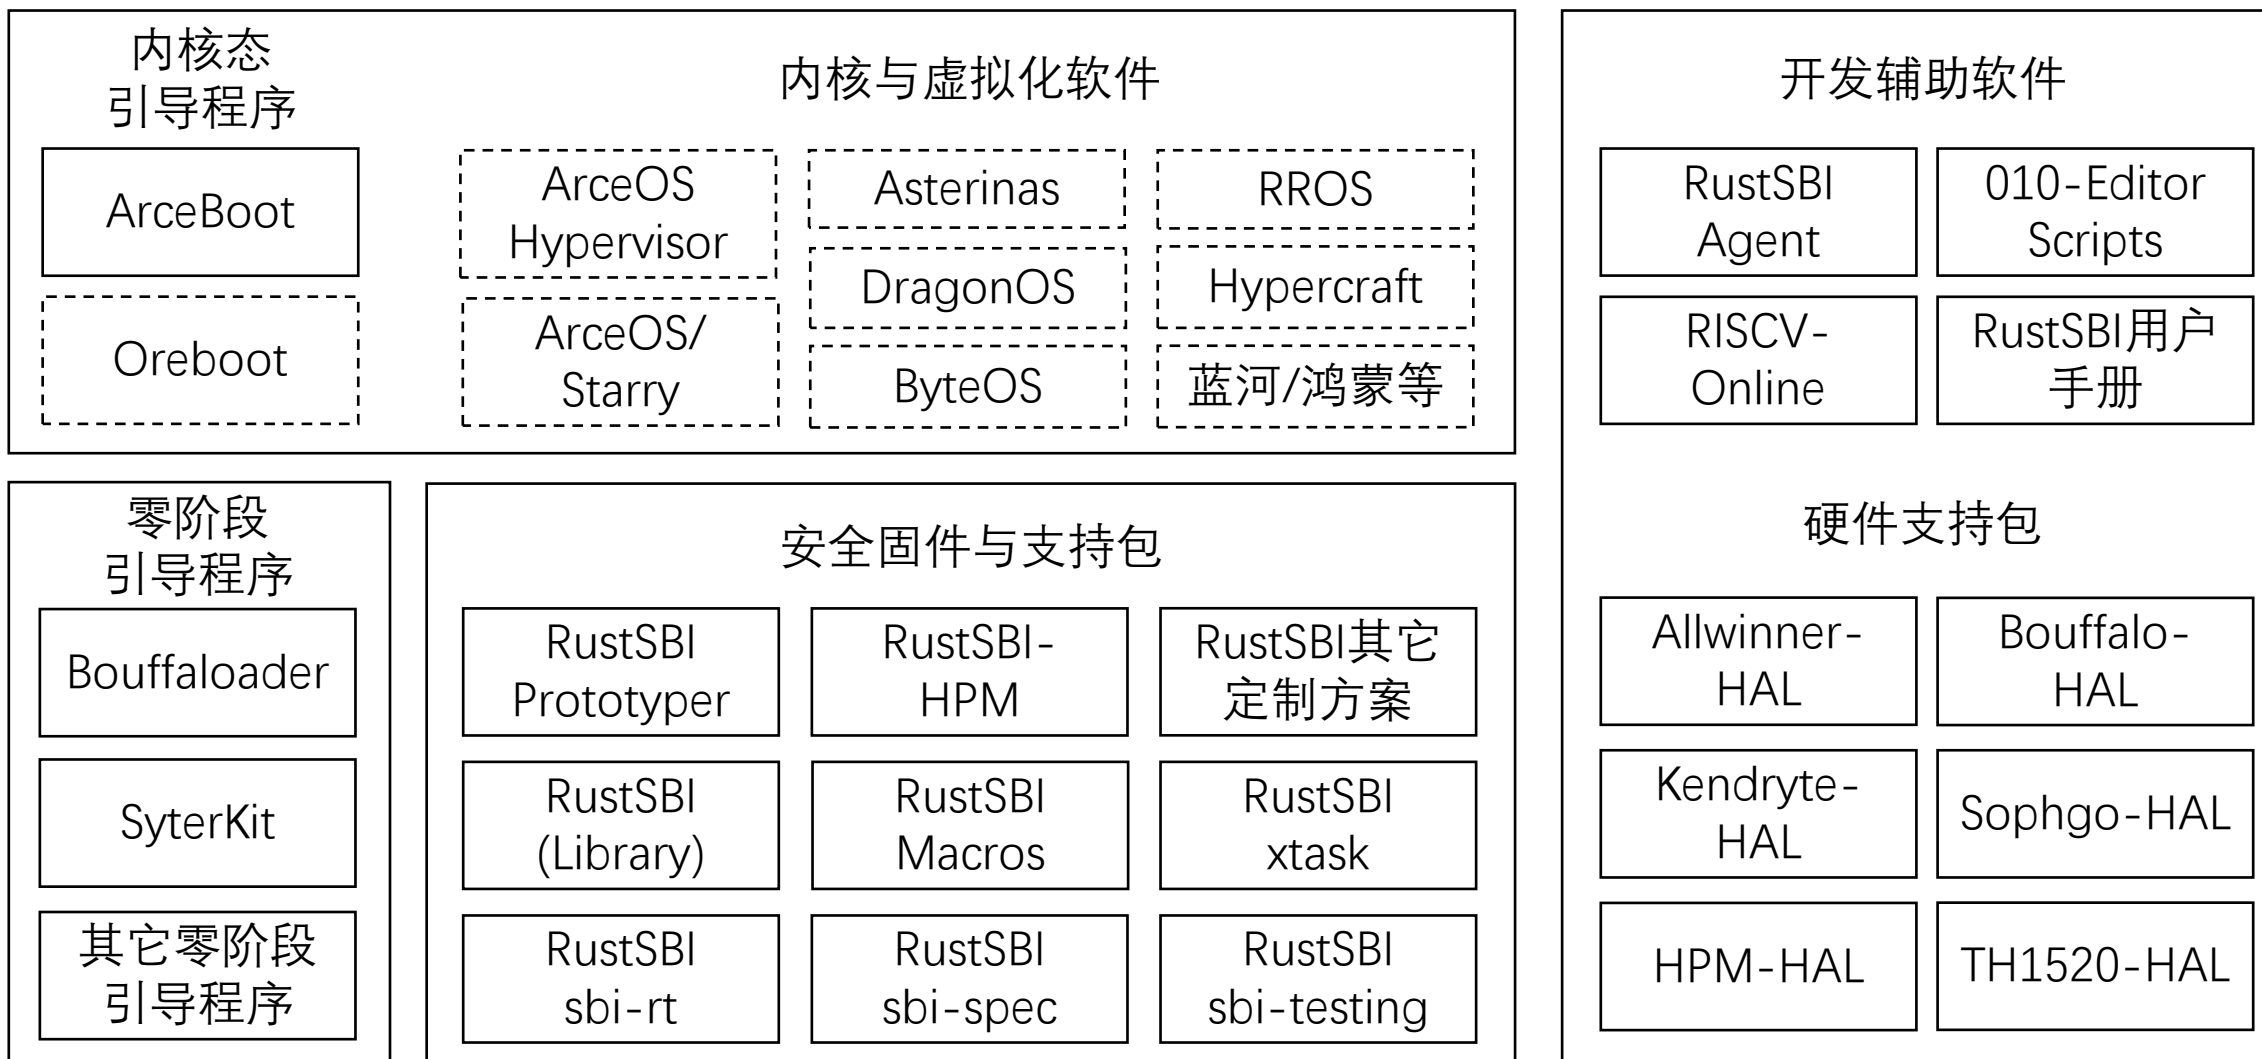 内核态
引导程序
ArceBoot
Oreboot
内核与虚拟化软件
ArceOS
Hypervisor
Asterinas
RROS
DragonOS
Hypercraft
ArceOS/
Starry
ByteOS
蓝河/鸿蒙等
开发辅助软件
RustSBI
Agent
010-Editor
Scripts
RISCV-
Online
RustSBI用户
手册
零阶段
引导程序
Bouffaloader
SyterKit
其它零阶段
引导程序
安全固件与支持包
RustSBI
Prototyper
RustSBI-
HPM
RustSBI其它
定制方案
RustSBI
(Library)
RustSBI
Macros
RustSBI
xtask
RustSBI
sbi-rt
RustSBI
sbi-spec
RustSBI
sbi-testing
硬件支持包
Allwinner-
HAL
Bouffalo-
HAL
Kendryte-
HAL
Sophgo-HAL
HPM-HAL
TH1520-HAL